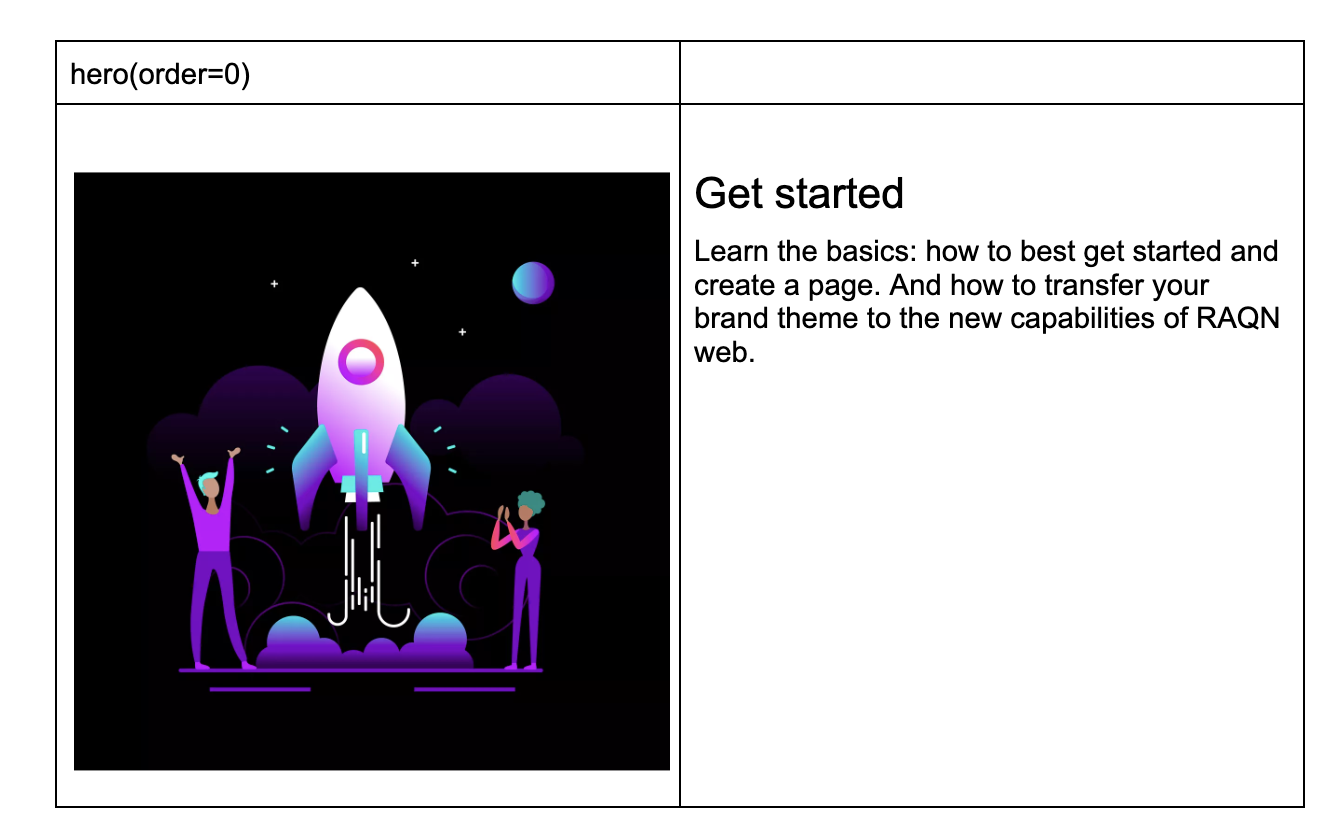 hero(order=0)
Get started
Learn the basics: how to best get started and
create a page. And how to transfer your
brand theme to the new capabilities of RAQN
web.